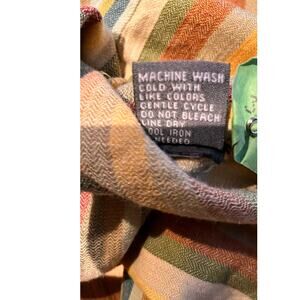 MACHINE WASH
COLD WITH
LIKE COLORS
GENTLE CYCLE
DO NOT BLEACH
LINE DRY
OOL IRON
NEEDED